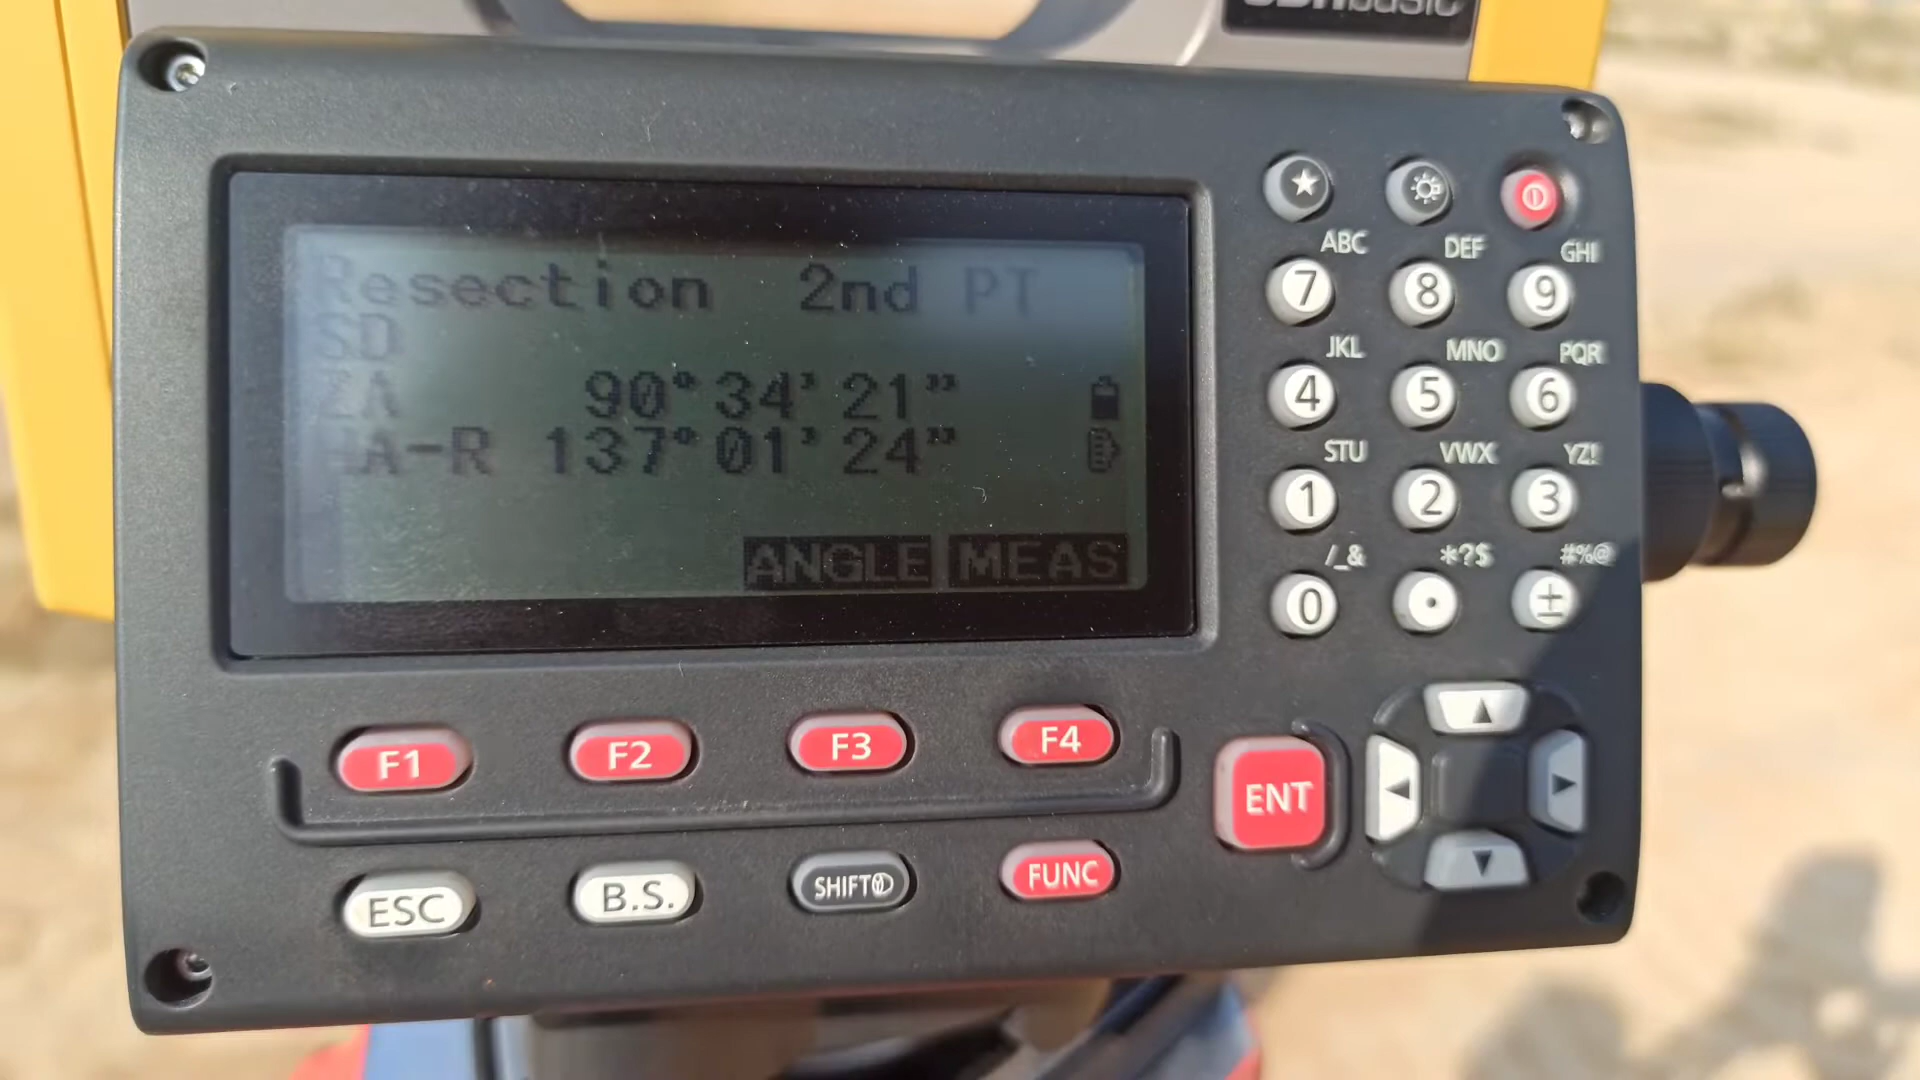 basic
Resection 2nd PT
SD
ZA 90°34'21"
HA-R 137°01'24"
ANGLE MEAS
ABC DEF GHI
7 8 9
JKL MNO PQR
4 5 6
STU VWX YZ!
1 2 3
/_& *?$ #%@
0 • ±
F1 F2 F3 F4
ENT
ESC B.S. SHIFT FUNC